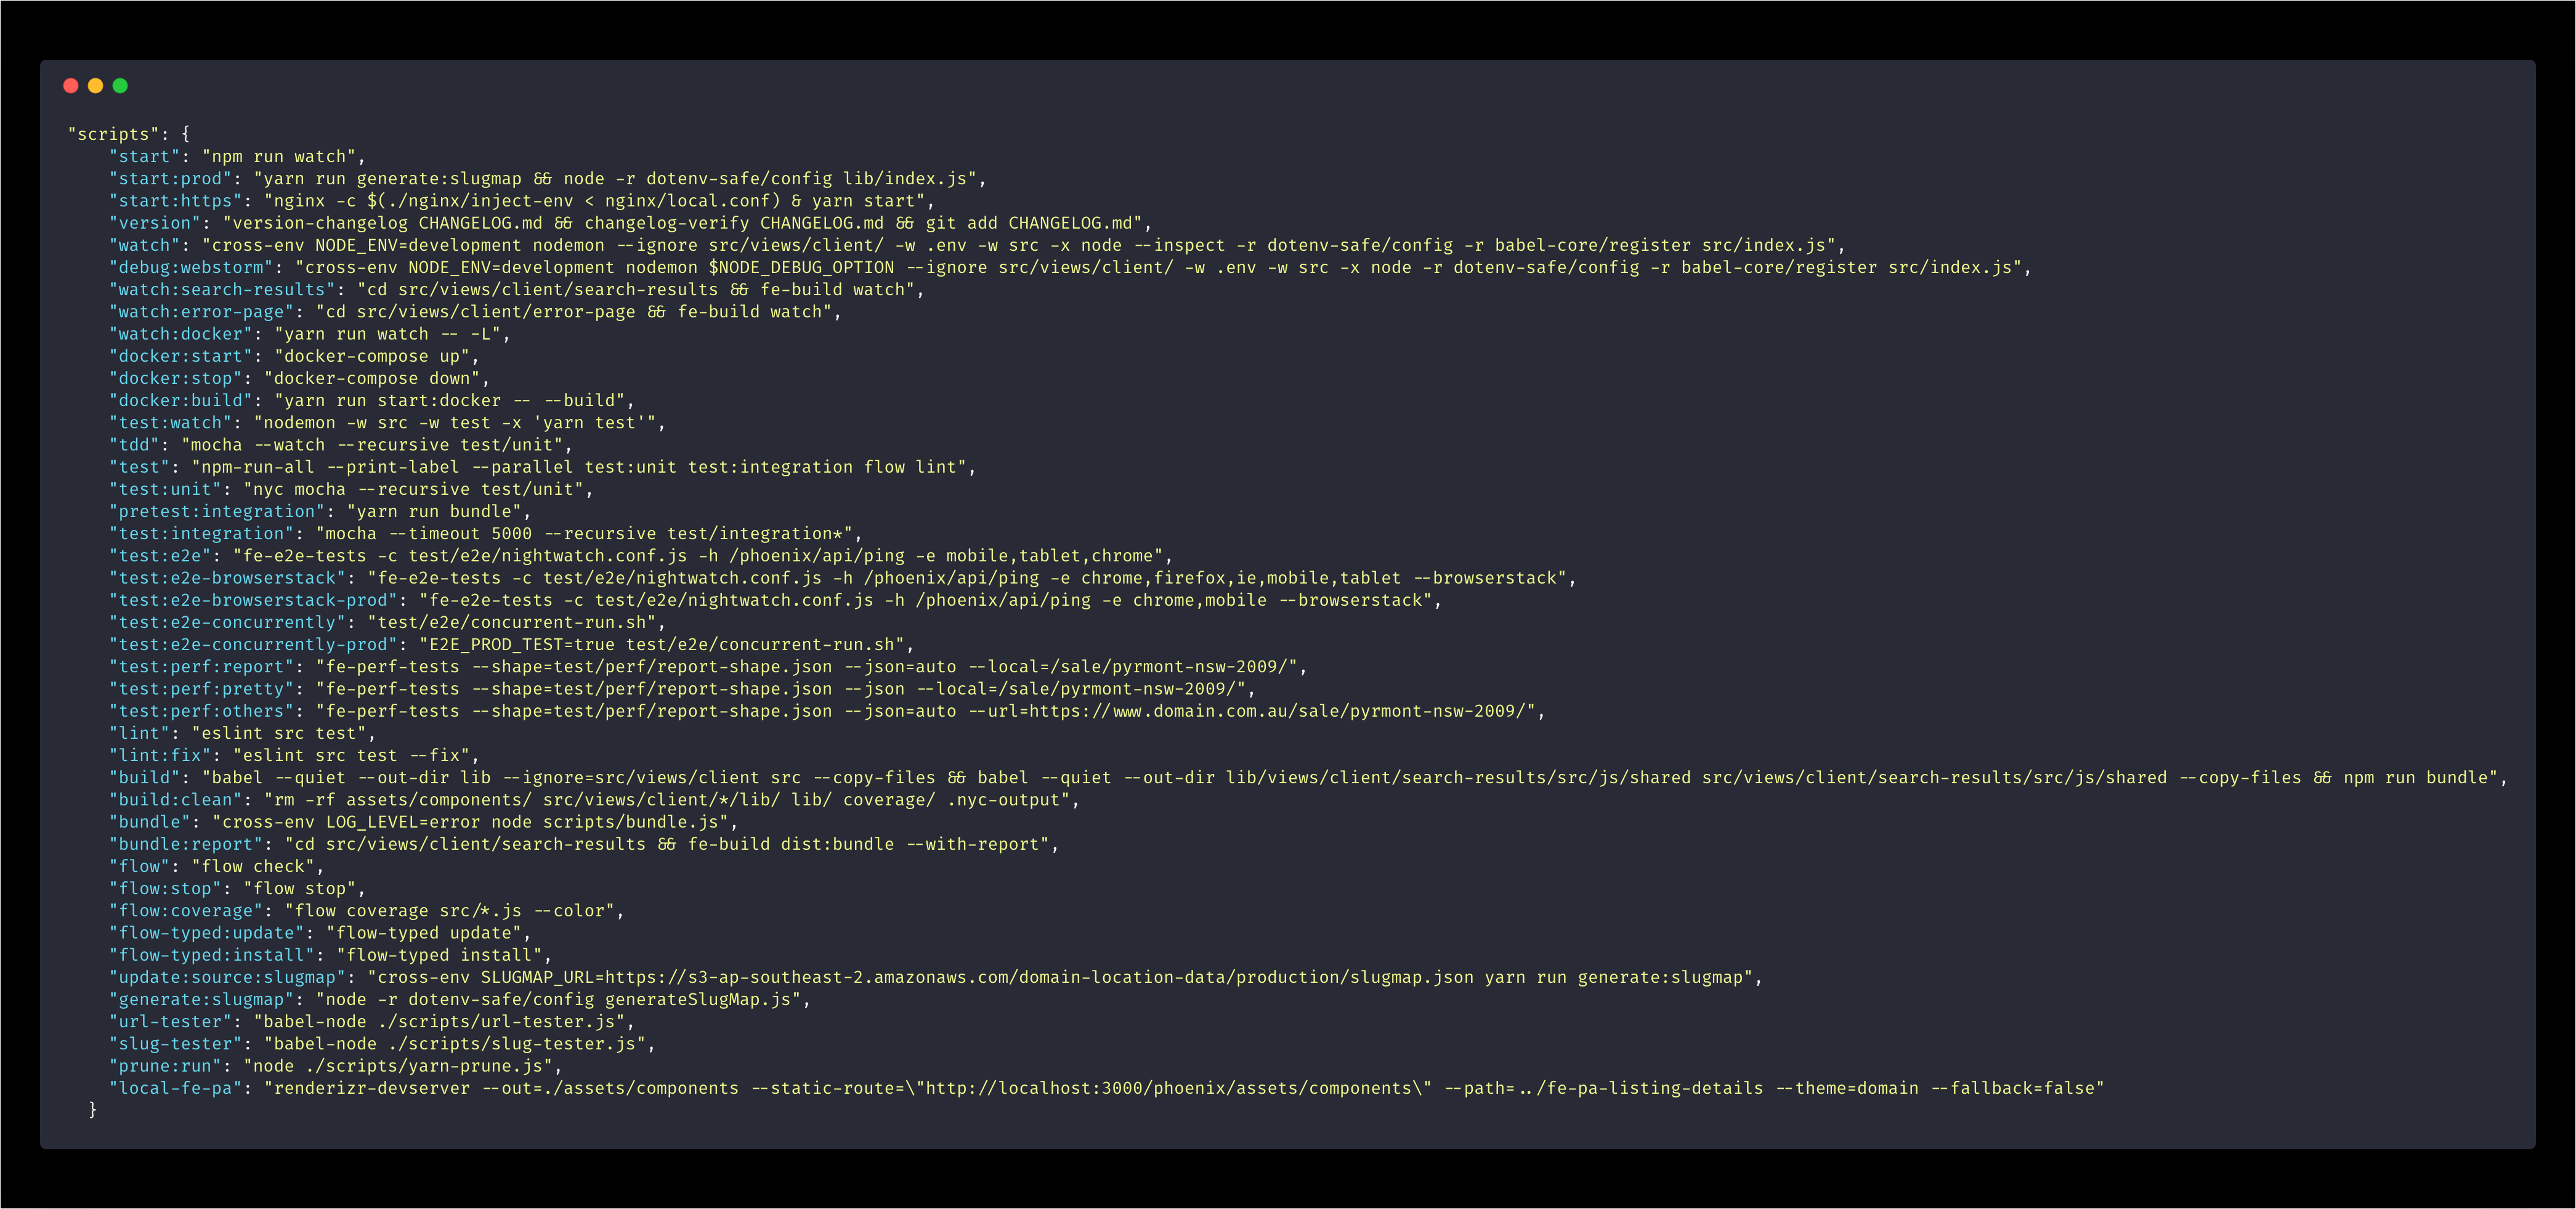 "scripts": {
    "start": "npm run watch",
    "start:prod": "yarn run generate:slugmap && node -r dotenv-safe/config lib/index.js",
    "start:https": "nginx -c $(./nginx/inject-env < nginx/local.conf) & yarn start",
    "version": "version-changelog CHANGELOG.md && changelog-verify CHANGELOG.md && git add CHANGELOG.md",
    "watch": "cross-env NODE_ENV=development nodemon --ignore src/views/client/ -w .env -w src -x node --inspect -r dotenv-safe/config -r babel-core/register src/index.js",
    "debug:webstorm": "cross-env NODE_ENV=development nodemon $NODE_DEBUG_OPTION --ignore src/views/client/ -w .env -w src -x node -r dotenv-safe/config -r babel-core/register src/index.js",
    "watch:search-results": "cd src/views/client/search-results && fe-build watch",
    "watch:error-page": "cd src/views/client/error-page && fe-build watch",
    "watch:docker": "yarn run watch -- -L",
    "docker:start": "docker-compose up",
    "docker:stop": "docker-compose down",
    "docker:build": "yarn run start:docker -- --build",
    "test:watch": "nodemon -w src -w test -x 'yarn test'",
    "tdd": "mocha --watch --recursive test/unit",
    "test": "npm-run-all --print-label --parallel test:unit test:integration flow lint",
    "test:unit": "nyc mocha --recursive test/unit",
    "pretest:integration": "yarn run bundle",
    "test:integration": "mocha --timeout 5000 --recursive test/integration*",
    "test:e2e": "fe-e2e-tests -c test/e2e/nightwatch.conf.js -h /phoenix/api/ping -e mobile,tablet,chrome",
    "test:e2e-browserstack": "fe-e2e-tests -c test/e2e/nightwatch.conf.js -h /phoenix/api/ping -e chrome,firefox,ie,mobile,tablet --browserstack",
    "test:e2e-browserstack-prod": "fe-e2e-tests -c test/e2e/nightwatch.conf.js -h /phoenix/api/ping -e chrome,mobile --browserstack",
    "test:e2e-concurrently": "test/e2e/concurrent-run.sh",
    "test:e2e-concurrently-prod": "E2E_PROD_TEST=true test/e2e/concurrent-run.sh",
    "test:perf:report": "fe-perf-tests --shape=test/perf/report-shape.json --json=auto --local=/sale/pyrmont-nsw-2009/",
    "test:perf:pretty": "fe-perf-tests --shape=test/perf/report-shape.json --json --local=/sale/pyrmont-nsw-2009/",
    "test:perf:others": "fe-perf-tests --shape=test/perf/report-shape.json --json=auto --url=https://www.domain.com.au/sale/pyrmont-nsw-2009/",
    "lint": "eslint src test",
    "lint:fix": "eslint src test --fix",
    "build": "babel --quiet --out-dir lib --ignore=src/views/client src --copy-files && babel --quiet --out-dir lib/views/client/search-results/src/js/shared src/views/client/search-results/src/js/shared --copy-files && npm run bundle",
    "build:clean": "rm -rf assets/components/ src/views/client/*/lib/ lib/ coverage/ .nyc-output",
    "bundle": "cross-env LOG_LEVEL=error node scripts/bundle.js",
    "bundle:report": "cd src/views/client/search-results && fe-build dist:bundle --with-report",
    "flow": "flow check",
    "flow:stop": "flow stop",
    "flow:coverage": "flow coverage src/*.js --color",
    "flow-typed:update": "flow-typed update",
    "flow-typed:install": "flow-typed install",
    "update:source:slugmap": "cross-env SLUGMAP_URL=https://s3-ap-southeast-2.amazonaws.com/domain-location-data/production/slugmap.json yarn run generate:slugmap",
    "generate:slugmap": "node -r dotenv-safe/config generateSlugMap.js",
    "url-tester": "babel-node ./scripts/url-tester.js",
    "slug-tester": "babel-node ./scripts/slug-tester.js",
    "prune:run": "node ./scripts/yarn-prune.js",
    "local-fe-pa": "renderizr-devserver --out=./assets/components --static-route=\"http://localhost:3000/phoenix/assets/components\" --path=../fe-pa-listing-details --theme=domain --fallback=false"
  }